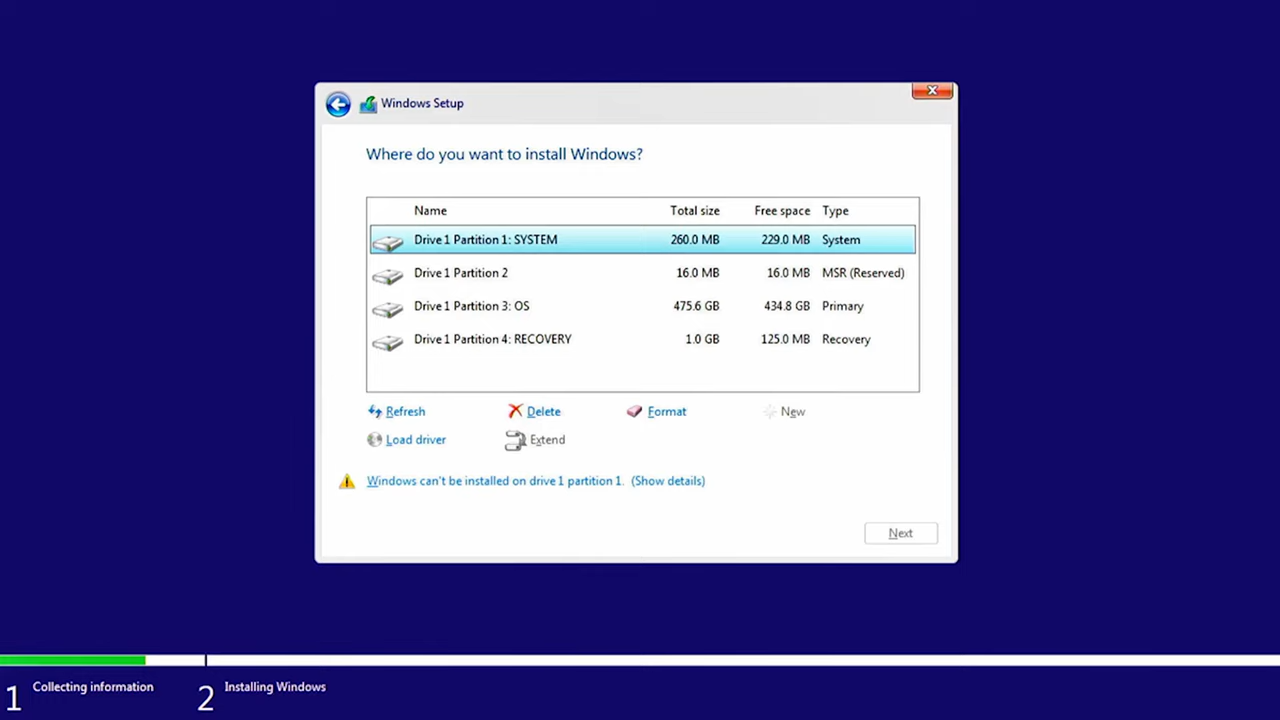 Windows Setup
Where do you want to install Windows?
Name Total size Free space Type
Drive 1 Partition 1: SYSTEM 260.0 MB 229.0 MB System
Drive 1 Partition 2 16.0 MB 16.0 MB MSR (Reserved)
Drive 1 Partition 3: OS 475.6 GB 434.8 GB Primary
Drive 1 Partition 4: RECOVERY 1.0 GB 125.0 MB Recovery
Refresh Delete Format New
Load driver Extend
Windows can't be installed on drive 1 partition 1. (Show details)
Next
1 Collecting information 2 Installing Windows